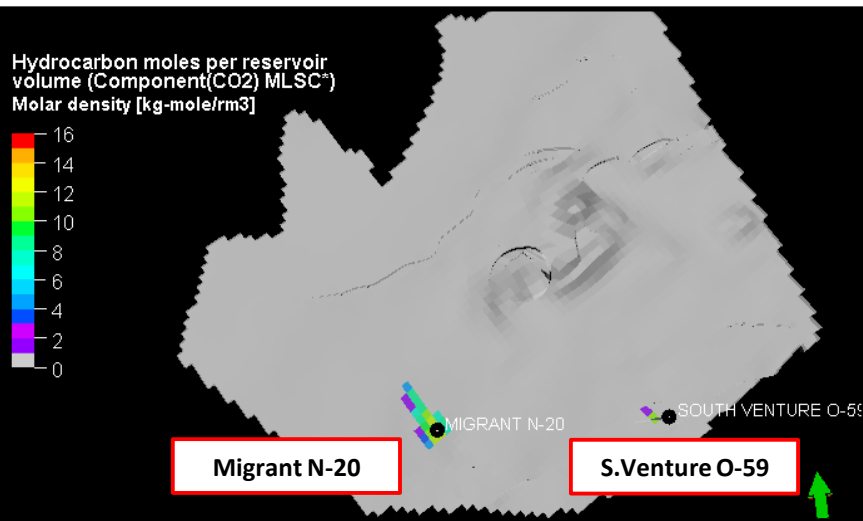 Hydrocarbon moles per reservoir
volume (Component(CO2) MLSC*)
Molar density [kg-mole/rm3]
16
14
12
10
8
6
4
2
0
MIGRANT N-20
SOUTH VENTURE O-59
Migrant N-20
S.Venture O-59